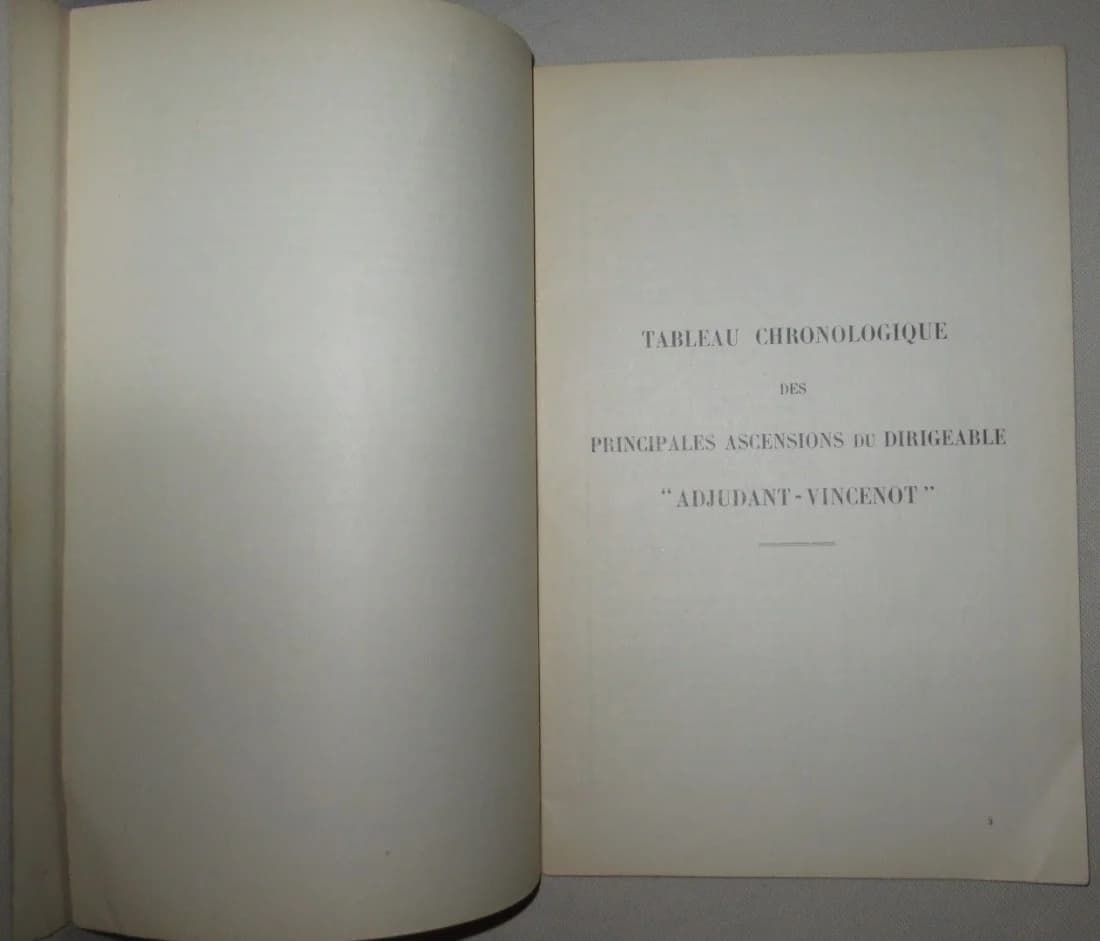 TABLEAU CHRONOLOGIQUE
DES
PRINCIPALES ASCENSIONS DU DIRIGEABLE
“ADJUDANT-VINCENOT”